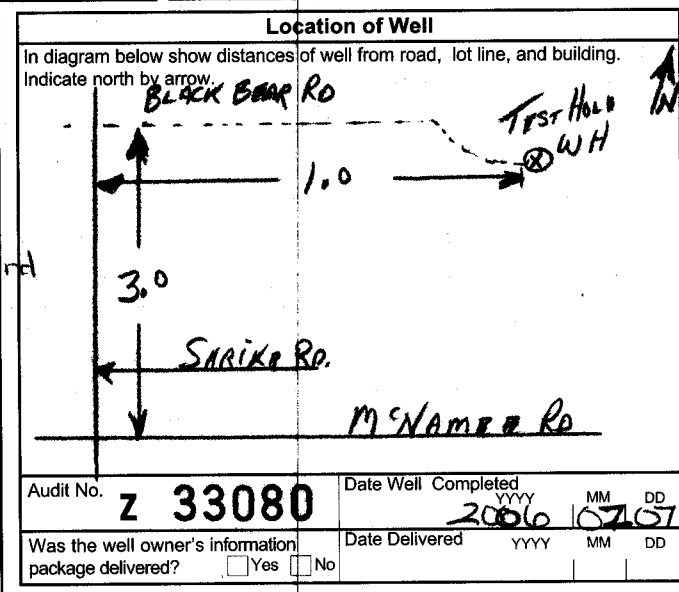 Location of Well
In diagram below show distances of well from road, lot line, and building.
Indicate north by arrow.
N
BLACK BEAR RD
TEST HOLE
WH
1.0
3.0
RD.
McNAMEE RD
Audit No. Z 33080
Date Well Completed
YYYY MM DD
2006 07 07
Was the well owner's information
package delivered? Yes No
Date Delivered YYYY MM DD